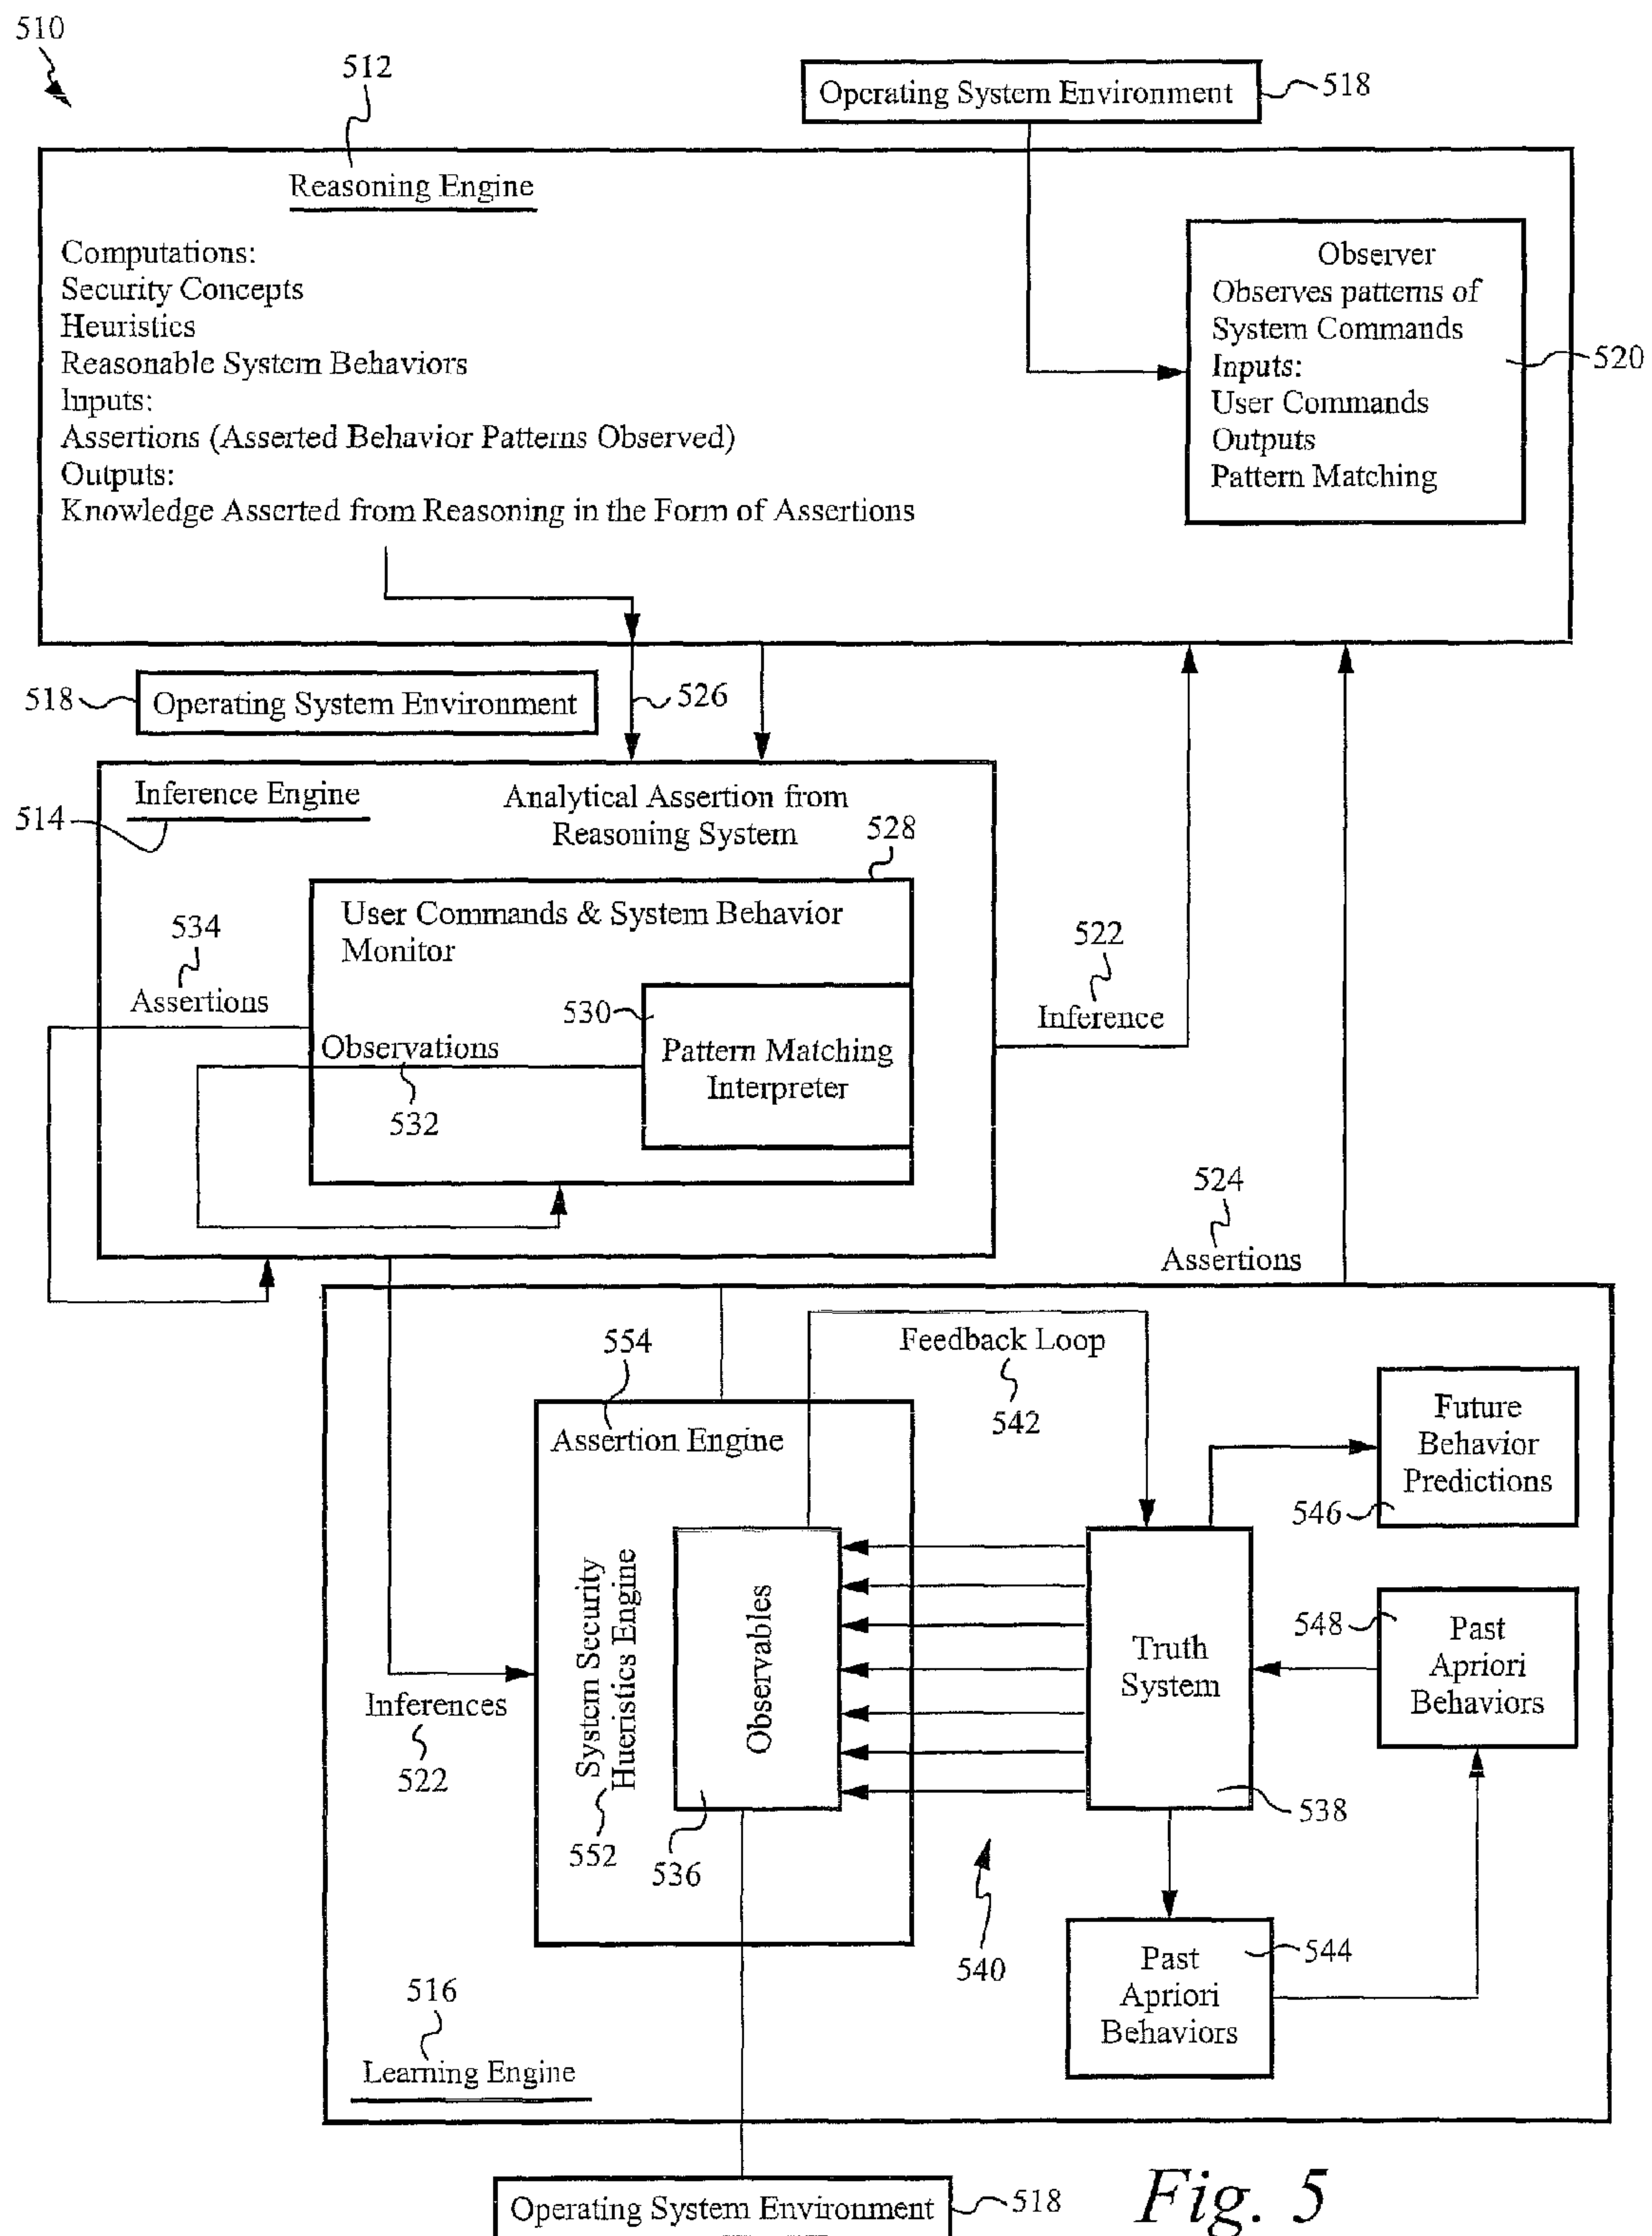 510
512
Operating System Environment
518
Reasoning Engine
Computations:
Security Concepts
Heuristics
Reasonable System Behaviors
Inputs:
Assertions (Asserted Behavior Patterns Observed)
Outputs:
Knowledge Asserted from Reasoning in the Form of Assertions
Observer
Observes patterns of
System Commands
Inputs:
User Commands
Outputs
Pattern Matching
520
518
Operating System Environment
526
Inference Engine
514
Analytical Assertion from
Reasoning System
528
User Commands & System Behavior
Monitor
534
Assertions
530
Pattern Matching
Interpreter
Observations
532
522
Inference
524
Assertions
554
Assertion Engine
Feedback Loop
542
Future
Behavior
Predictions
546
System Security
Hueristics Engine
552
Observables
536
Truth
System
538
548
Past
Apriori
Behaviors
Inferences
522
540
Past
Apriori
Behaviors
544
516
Learning Engine
Operating System Environment
518
Fig. 5